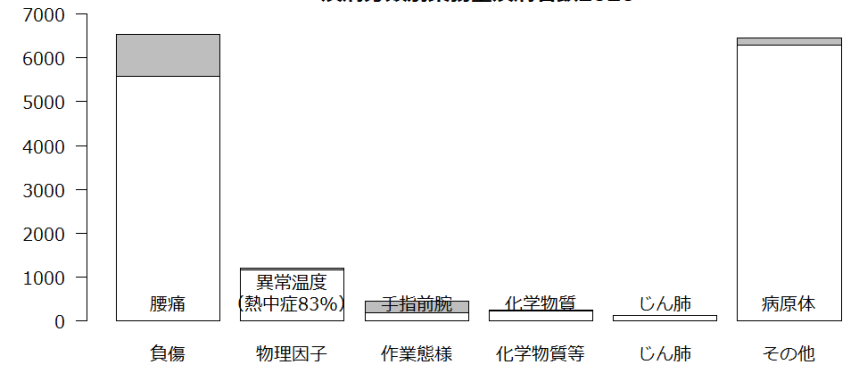 7000
6000
5000
4000
3000
2000
1000
0
腰痛
異常温度
(熱中症83%)
手指前腕
化学物質
じん肺
病原体
負傷
物理因子
作業態様
化学物質等
じん肺
その他